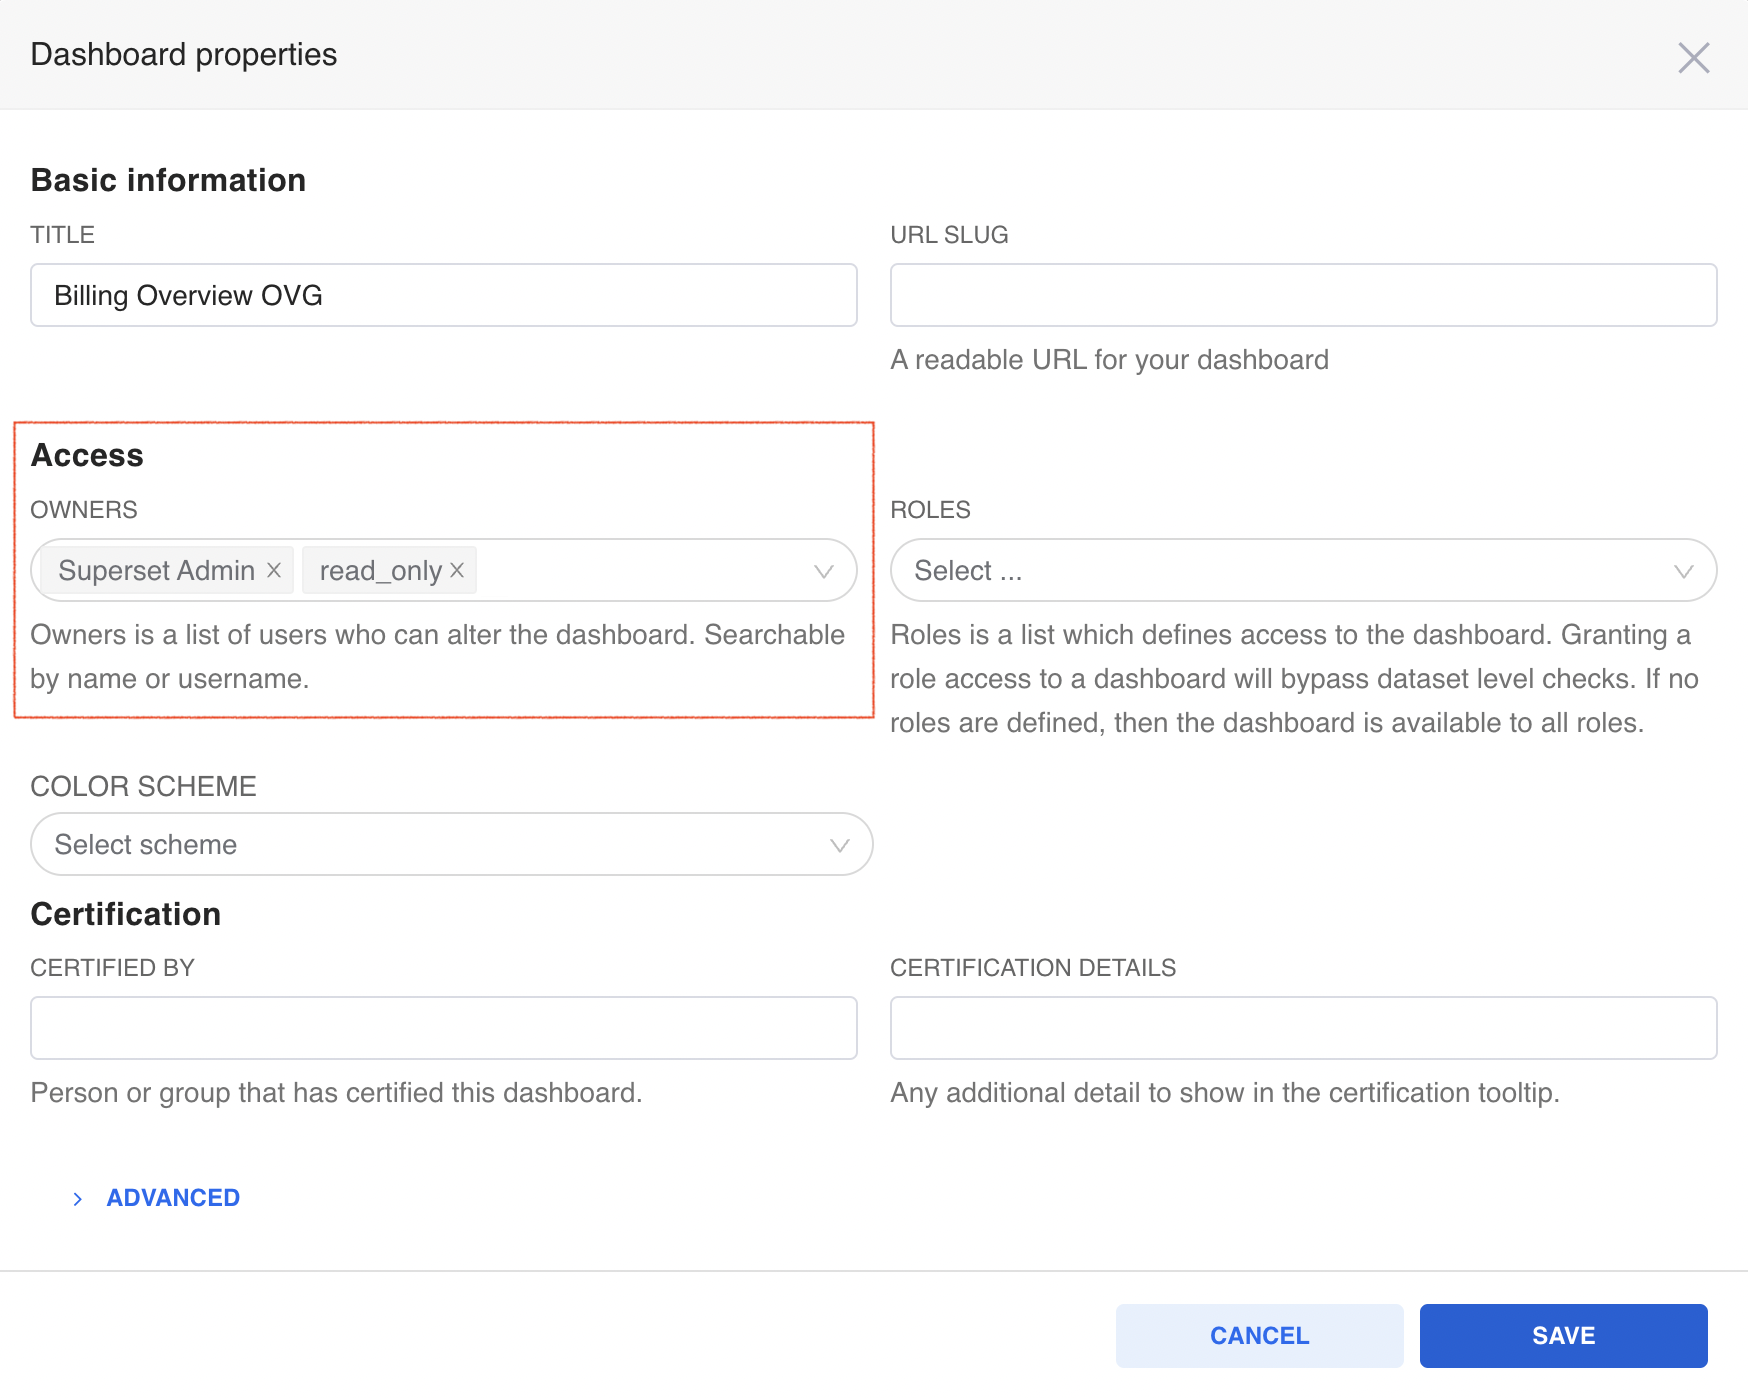 Dashboard properties
Basic information
TITLE
Billing Overview OVG
URL SLUG
A readable URL for your dashboard
Access
OWNERS
Superset Admin read_only
Owners is a list of users who can alter the dashboard. Searchable
by name or username.
ROLES
Select ...
Roles is a list which defines access to the dashboard. Granting a
role access to a dashboard will bypass dataset level checks. If no
roles are defined, then the dashboard is available to all roles.
COLOR SCHEME
Select scheme
Certification
CERTIFIED BY
Person or group that has certified this dashboard.
CERTIFICATION DETAILS
Any additional detail to show in the certification tooltip.
ADVANCED
CANCEL
SAVE